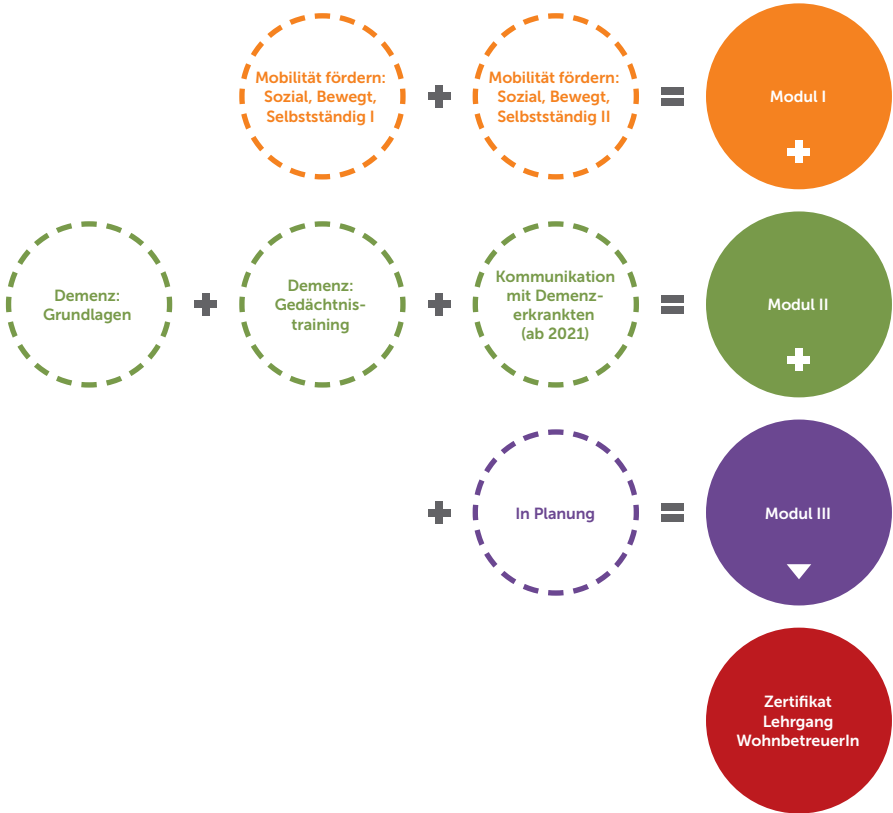 Mobilität fördern:
Sozial, Bewegt,
Selbstständig I
+
Mobilität fördern:
Sozial, Bewegt,
Selbstständig II
=
Modul I
+
Demenz:
Grundlagen
+
Demenz:
Gedächtnis-
training
+
Kommunikation
mit Demenz-
erkrankten
(ab 2021)
=
Modul II
+
+
In Planung
=
Modul III
Zertifikat
Lehrgang
WohnbetreuerIn